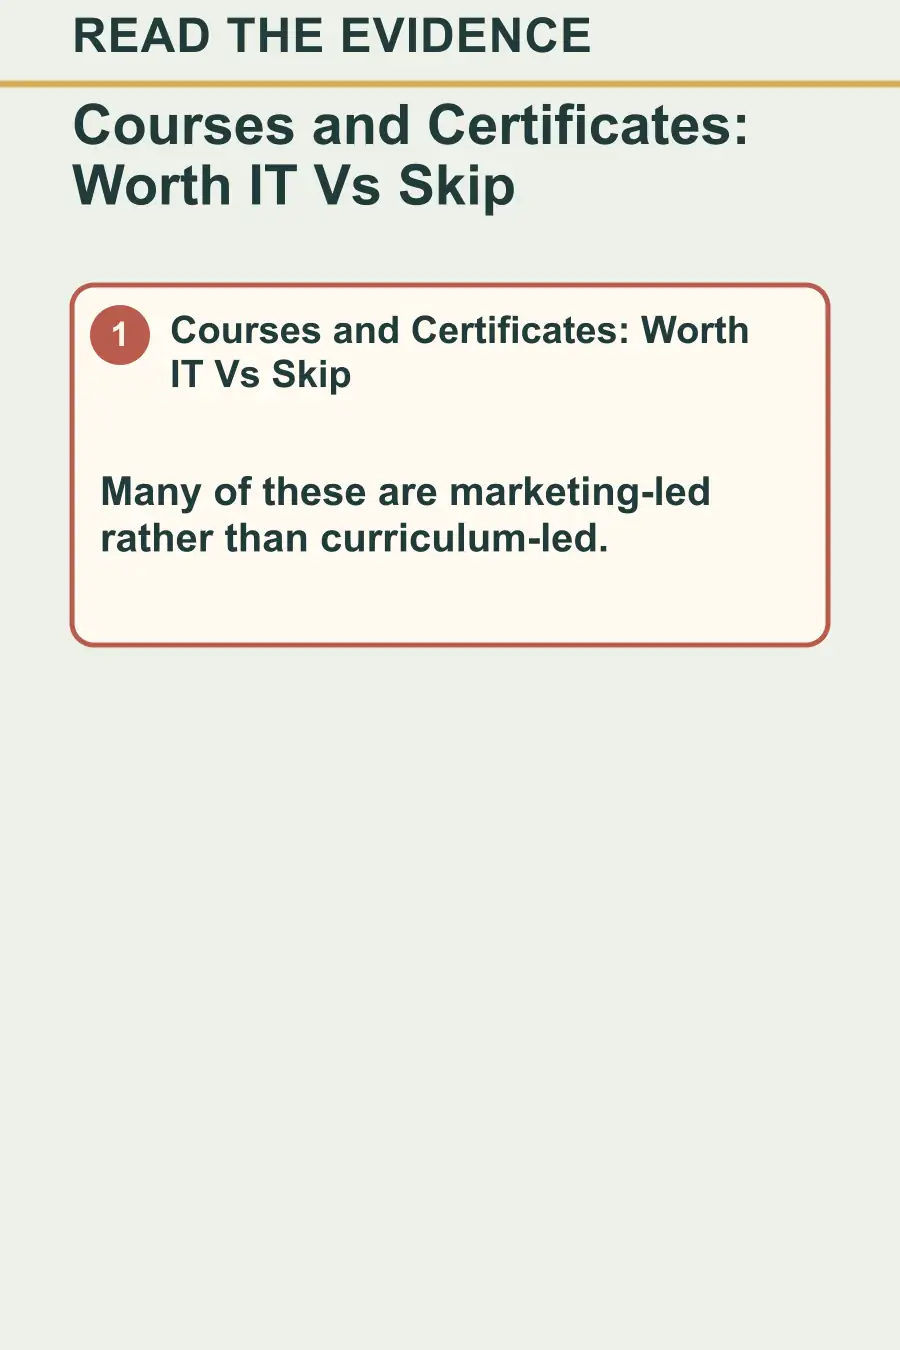 READ THE EVIDENCE
Courses and Certificates:
Worth IT Vs Skip
1
Courses and Certificates: Worth
IT Vs Skip
Many of these are marketing-led
rather than curriculum-led.